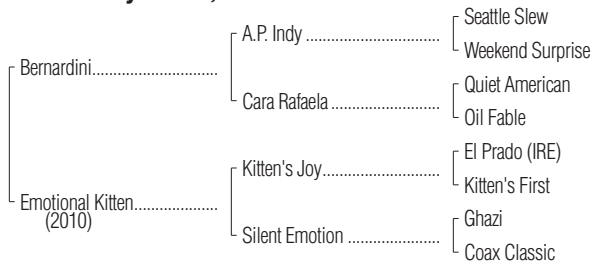 Seattle Slew
A.P. Indy
Weekend Surprise
Bernardini
Quiet American
Cara Rafaela
Oil Fable
El Prado (IRE)
Kitten's Joy
Kitten's First
Emotional Kitten
(2010)
Ghazi
Silent Emotion
Coax Classic